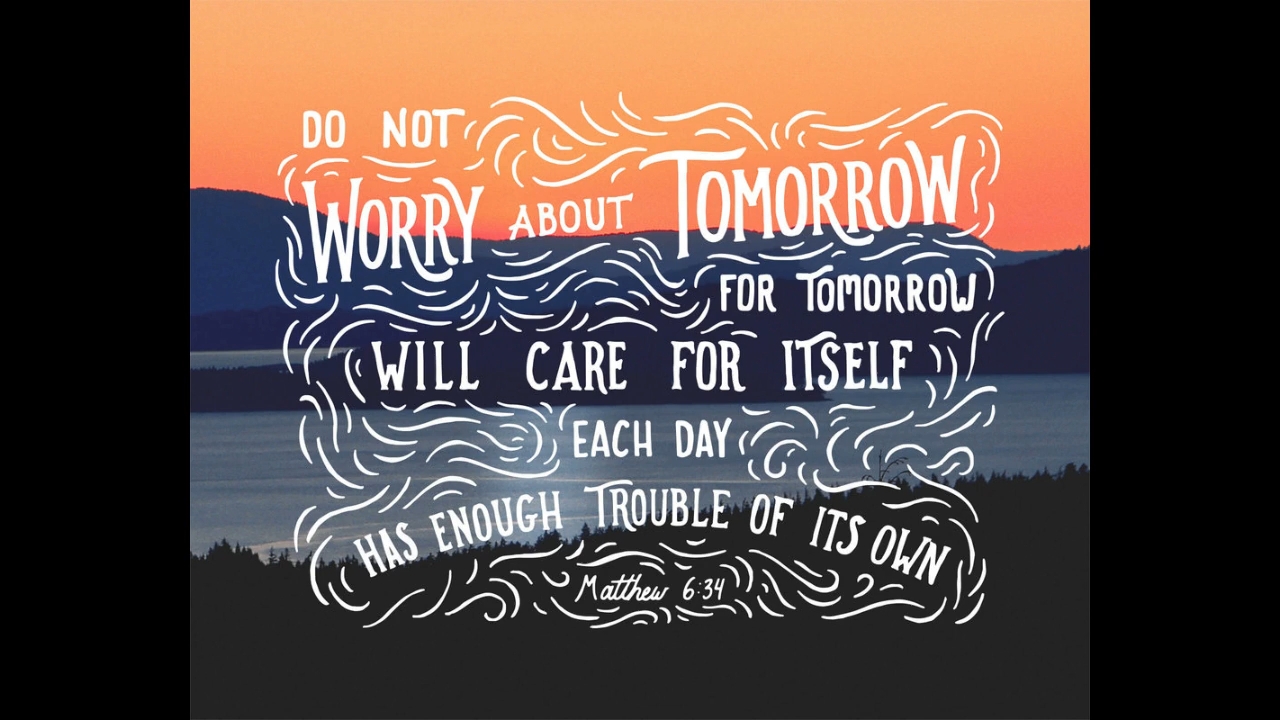 DO NOT
WORRY ABOUT TOMORROW
FOR TOMORROW
WILL CARE FOR ITSELF
EACH DAY
HAS ENOUGH TROUBLE OF ITS OWN
Matthew 6:34